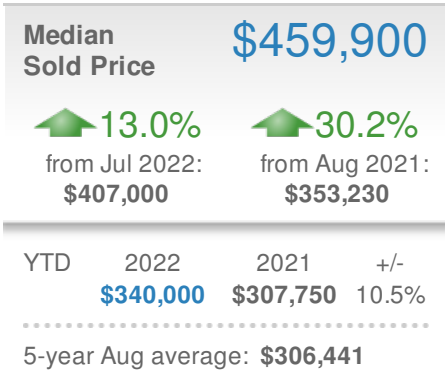 Median
Sold Price
$459,900
13.0% 30.2%
from Jul 2022: from Aug 2021:
$407,000 $353,230
YTD 2022 2021 +/-
$340,000 $307,750 10.5%
5-year Aug average: $306,441